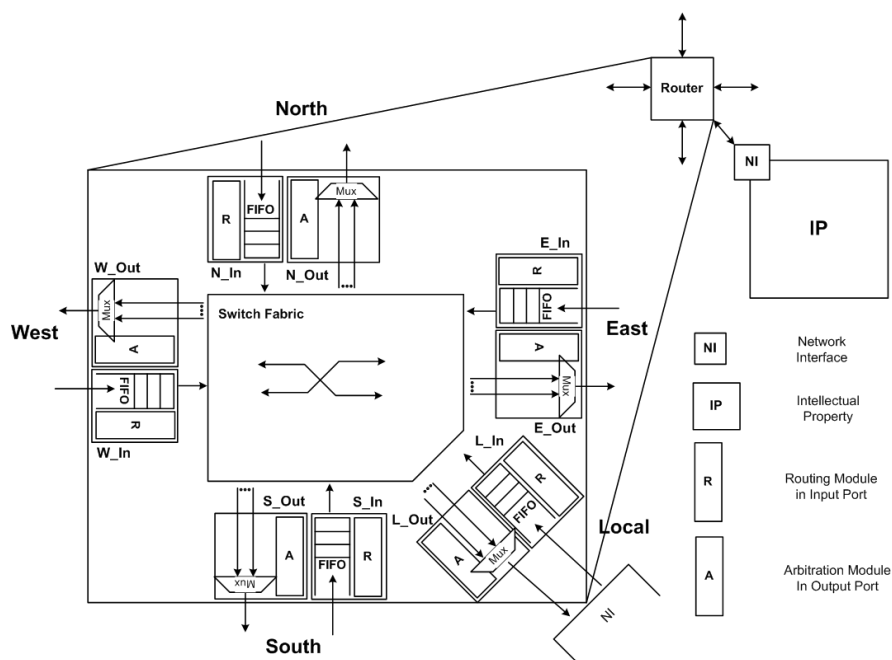 Router
North
NI
IP
R
FIFO
A
Mux
N_In
N_Out
E_In
R
FIFO
W_Out
Mux
A
Switch Fabric
West
East
A
Mux
FIFO
R
W_In
E_Out
L_In
R
FIFO
S_Out
S_In
L_Out
A
Mux
Local
Mux
A
FIFO
R
NI
South
NI
Network
Interface
IP
Intellectual
Property
R
Routing Module
in Input Port
A
Arbitration Module
In Output Port